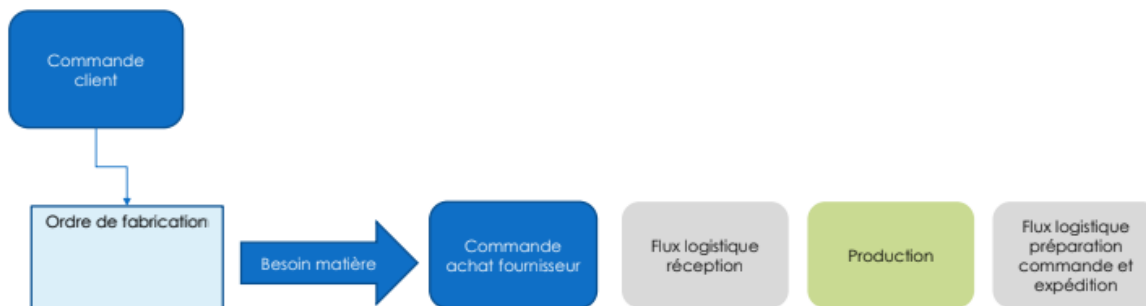 Commande
client
Ordre de fabrication
Besoin matière
Commande
achat fournisseur
Flux logistique
réception
Production
Flux logistique
préparation
commande et
expédition